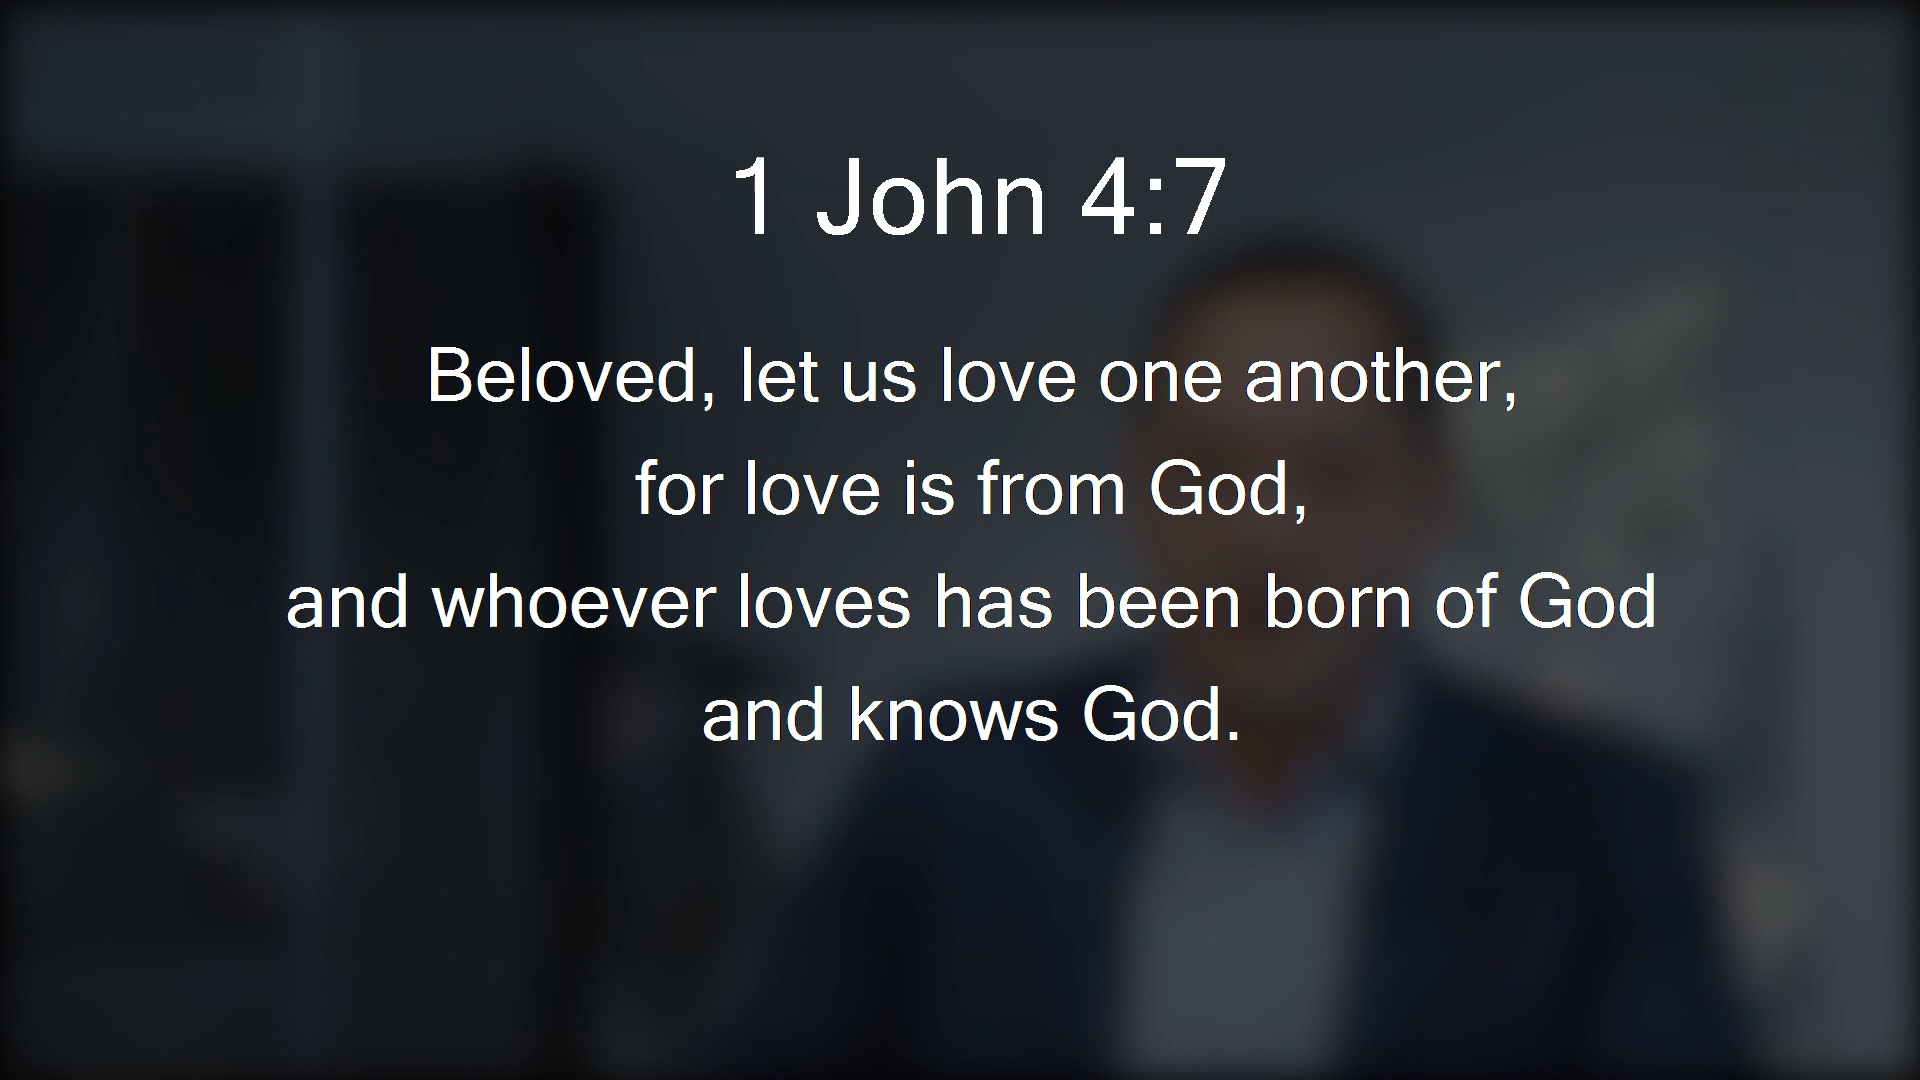 1 John 4:7
Beloved, let us love one another,
for love is from God,
and whoever loves has been born of God
and knows God.